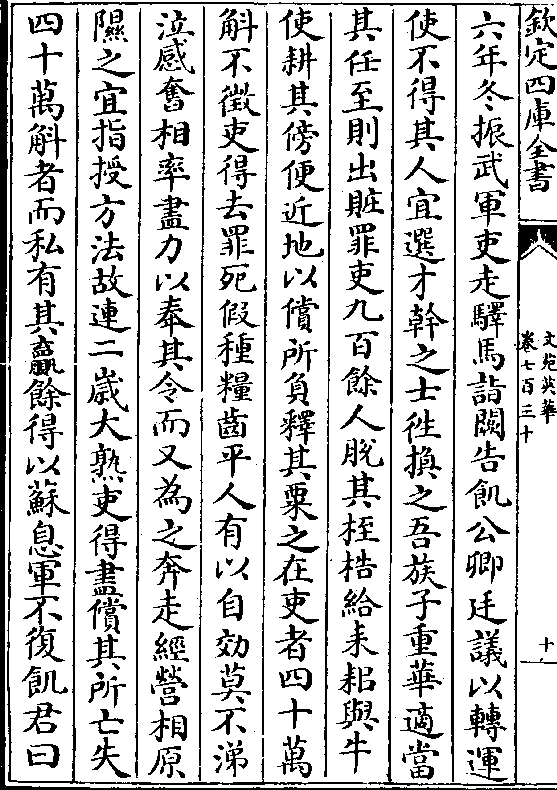 欽定四庫全書
文苑英華
卷七百三十
十
六年冬振武軍吏走驛馬詣闕告飢公卿廷議以轉運
使不得其人宜選才幹之士徃換之吾族子重華適當
其任至則出賍罪吏九百餘人脫其桎梏給耒耜與牛
使耕其傍便近地以償所負釋其粟之在吏者四十萬
斛不徵吏得去罪死假種糧齒平人有以自効莫不涕
泣感奮相率盡力以奉其令而又為之奔走經營相原
隰之宜指授方法故連二歳大熟吏得盡償其所亡失
四十萬斛者而私有其贏餘得以蘇息軍不復飢君曰